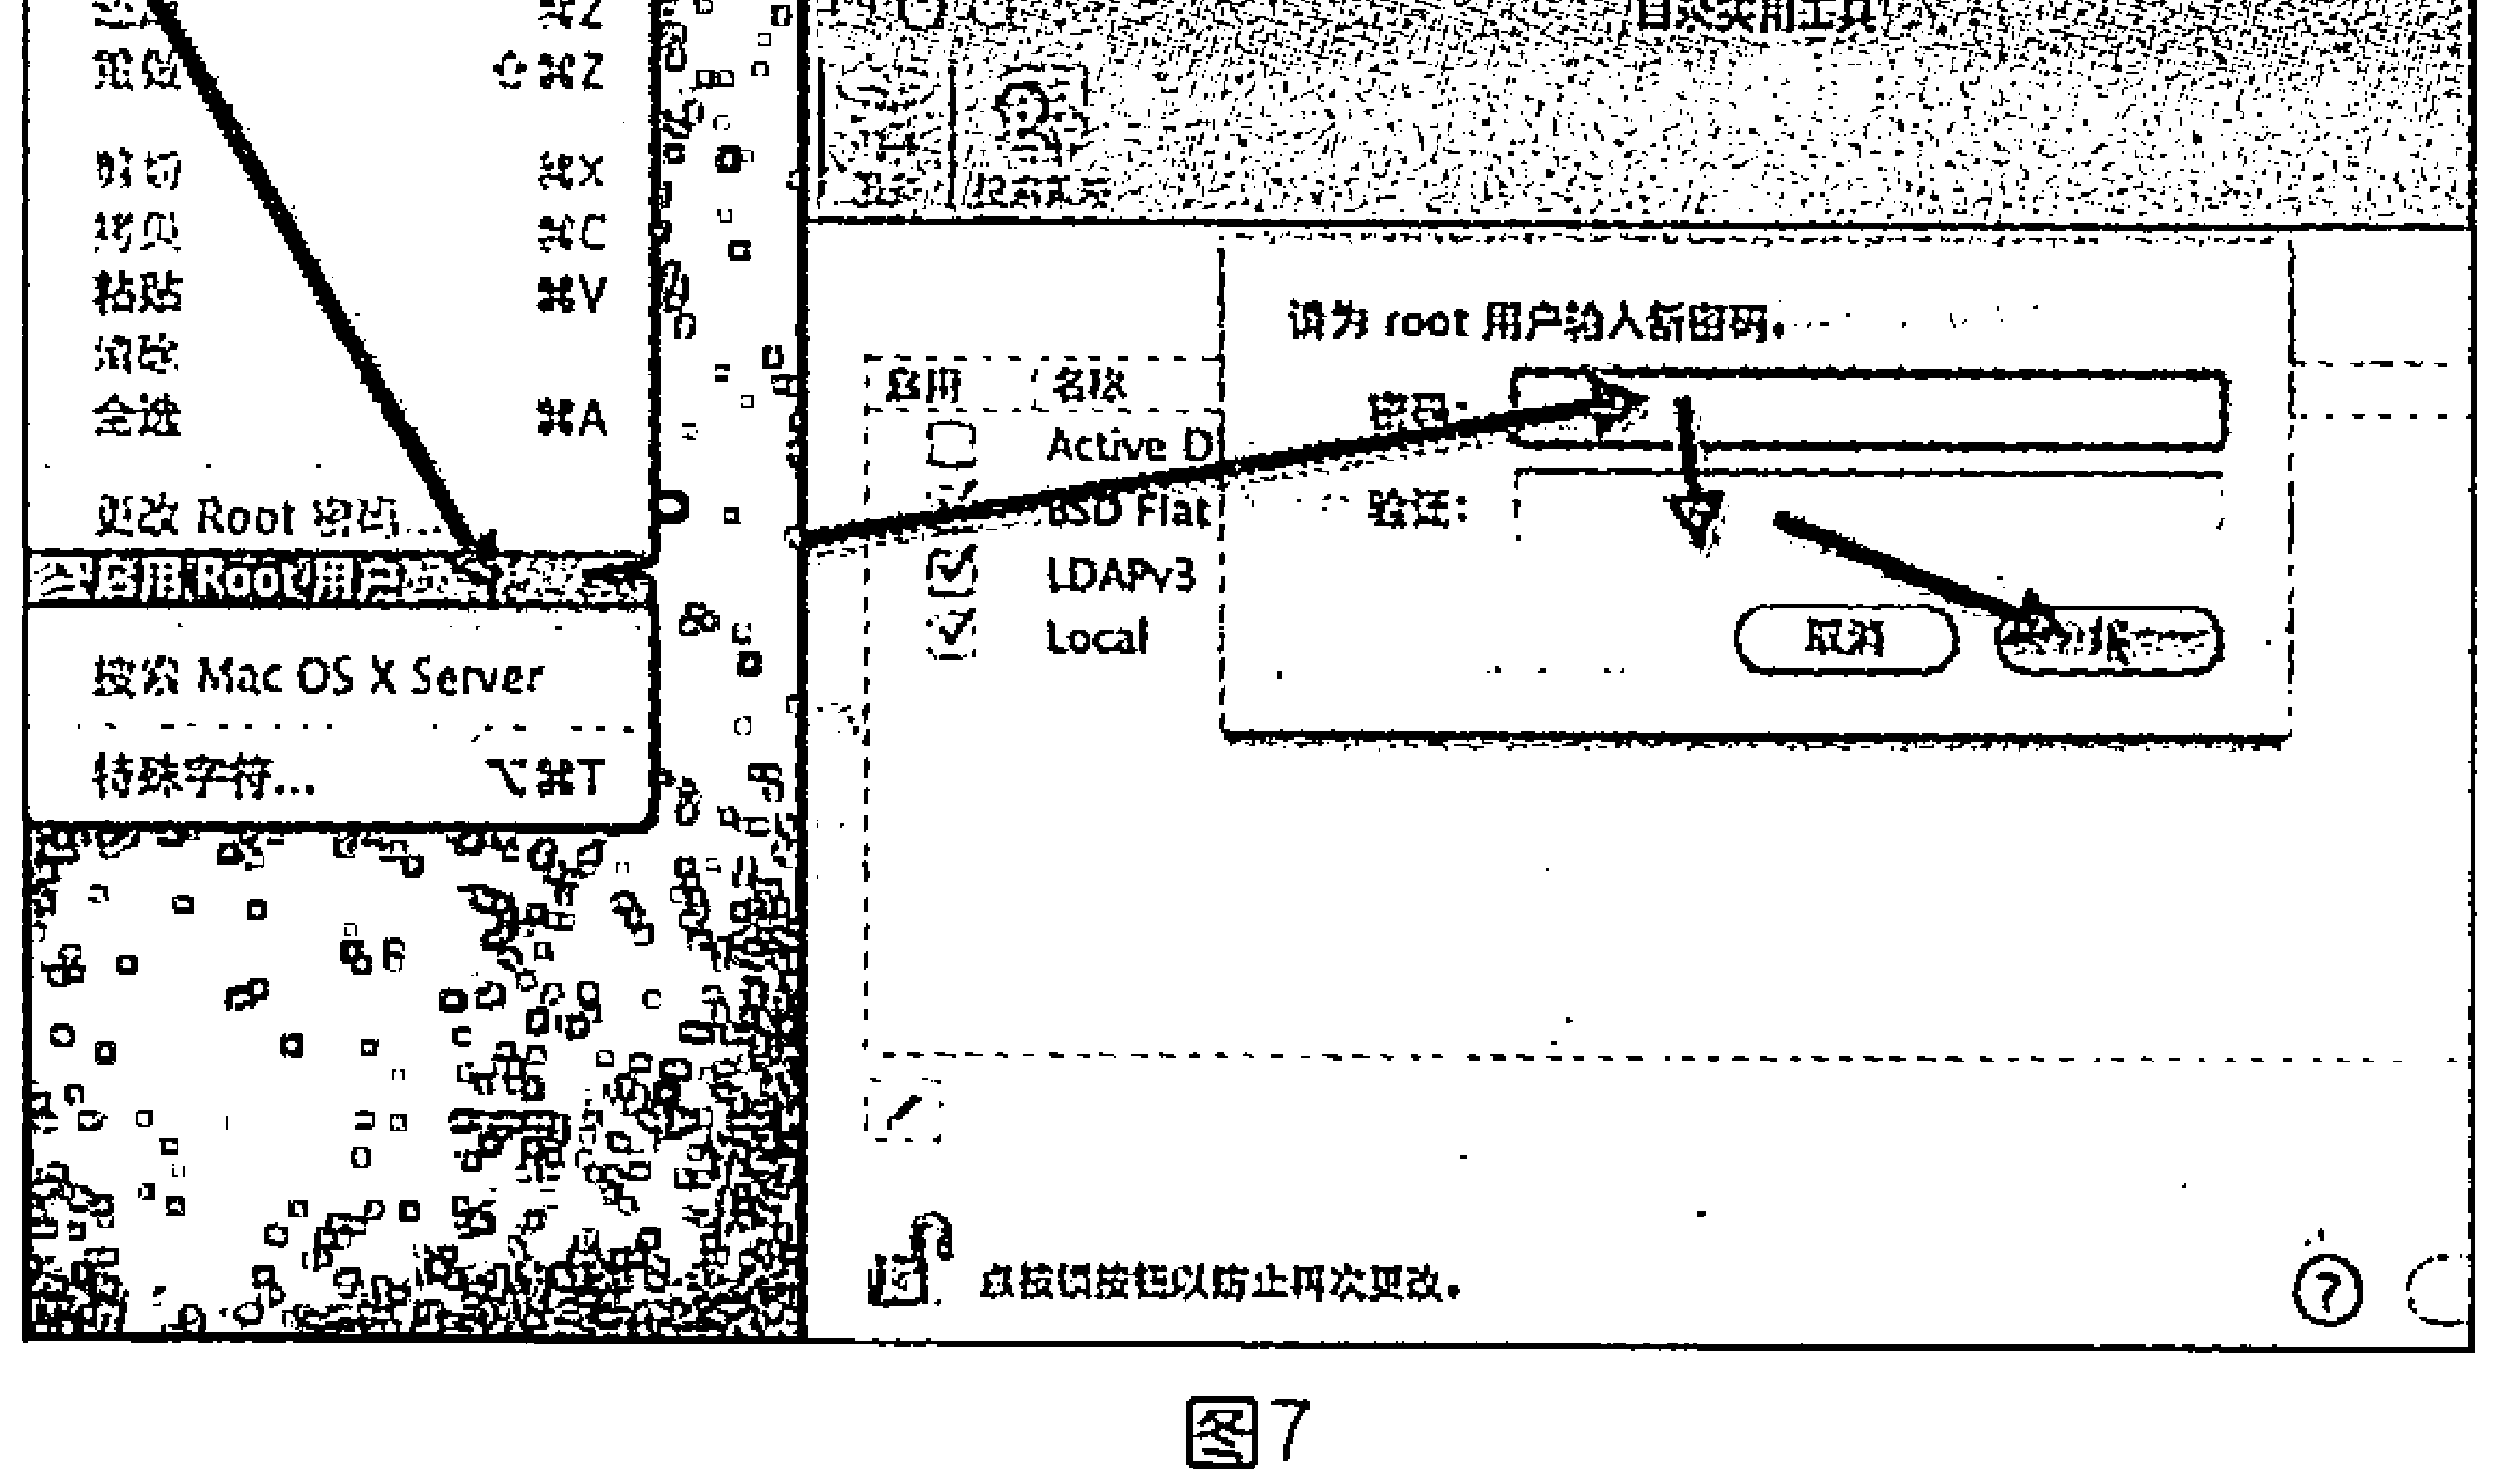 ⌘Z
重做 ⇧⌘Z
剪切 ⌘X
拷贝 ⌘C
粘贴 ⌘V
清除
全选 ⌘A
更改 Root 密码...
启用 Root 用户
按需 Mac OS X Server
特殊字符... ⌥⌘T
目录实用工具
请为 root 用户输入新密码。
密码:
验证:
取消
启用 名称
Active D
BSD Flat
LDAPv3
Local
点按锁按钮以防止再次更改。
?
图7